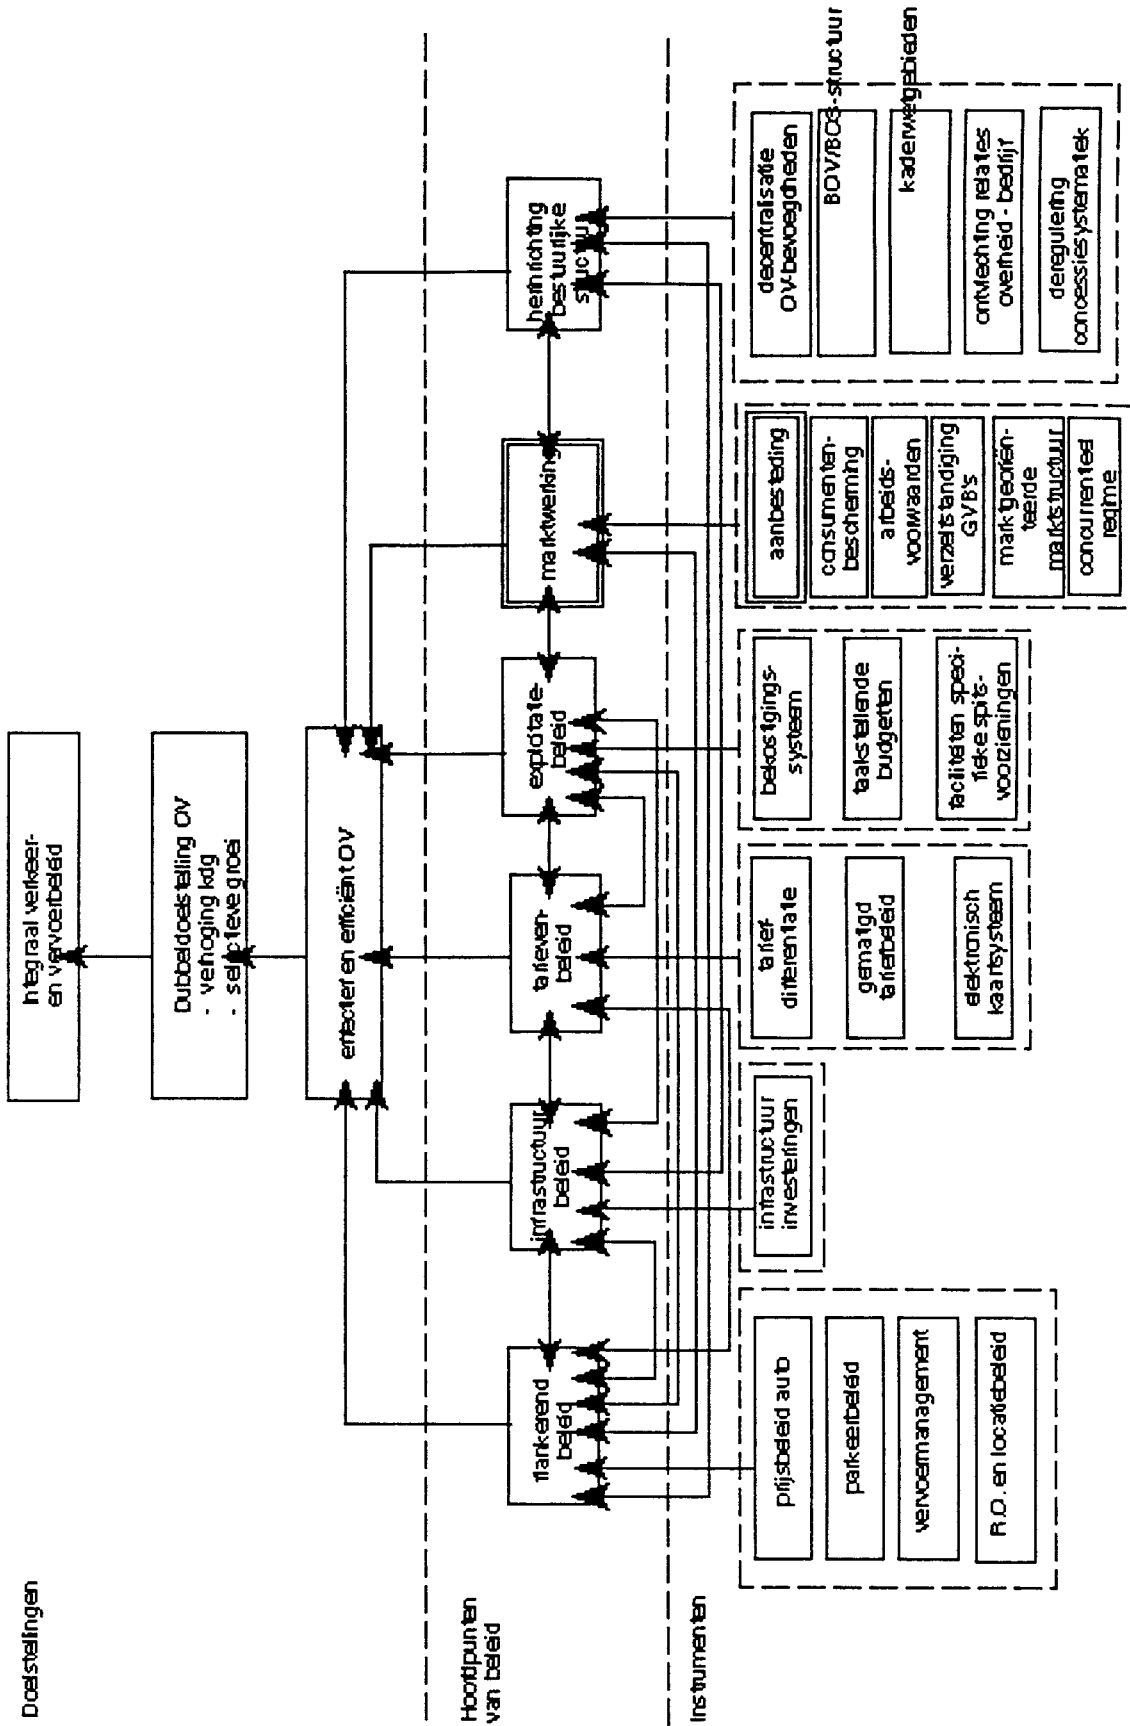 Doelstellingen
Integraal verkeer-
en vervoerbeleid
Dubbeldoelstelling OV
- verhoging kdg
- selectieve groei
effectief en efficiënt OV
Hoofdpunten
van beleid
flankerend
beleid
infrastructuur
beleid
tarieven-
beleid
exploitatie-
beleid
marktwerking
herinrichting
bestuurlijke
structuur
Instrumenten
prijsbeleid auto
parkeerbeleid
vervoermanagement
R.O. en locatiebeleid
infrastructuur
investeringen
tarief-
differentiatie
gematigd
tariefbeleid
elektronisch
kaartsysteem
bekostigings-
systeem
taakstellende
budgetten
faciliteiten speci-
fieke spits-
voorzieningen
aanbesteding
consumenten-
bescherming
arbeids-
voorwaarden
verzelfstandiging
GVB's
marktgeoriën-
teerde
marktstructuur
concurrentieel
regime
decentralisatie
OV-bevoegdheden
BOV/BOS-structuur
kaderwetgebieden
ontvlechting relaties
overheid - bedrijf
deregulering
concessiesystematiek